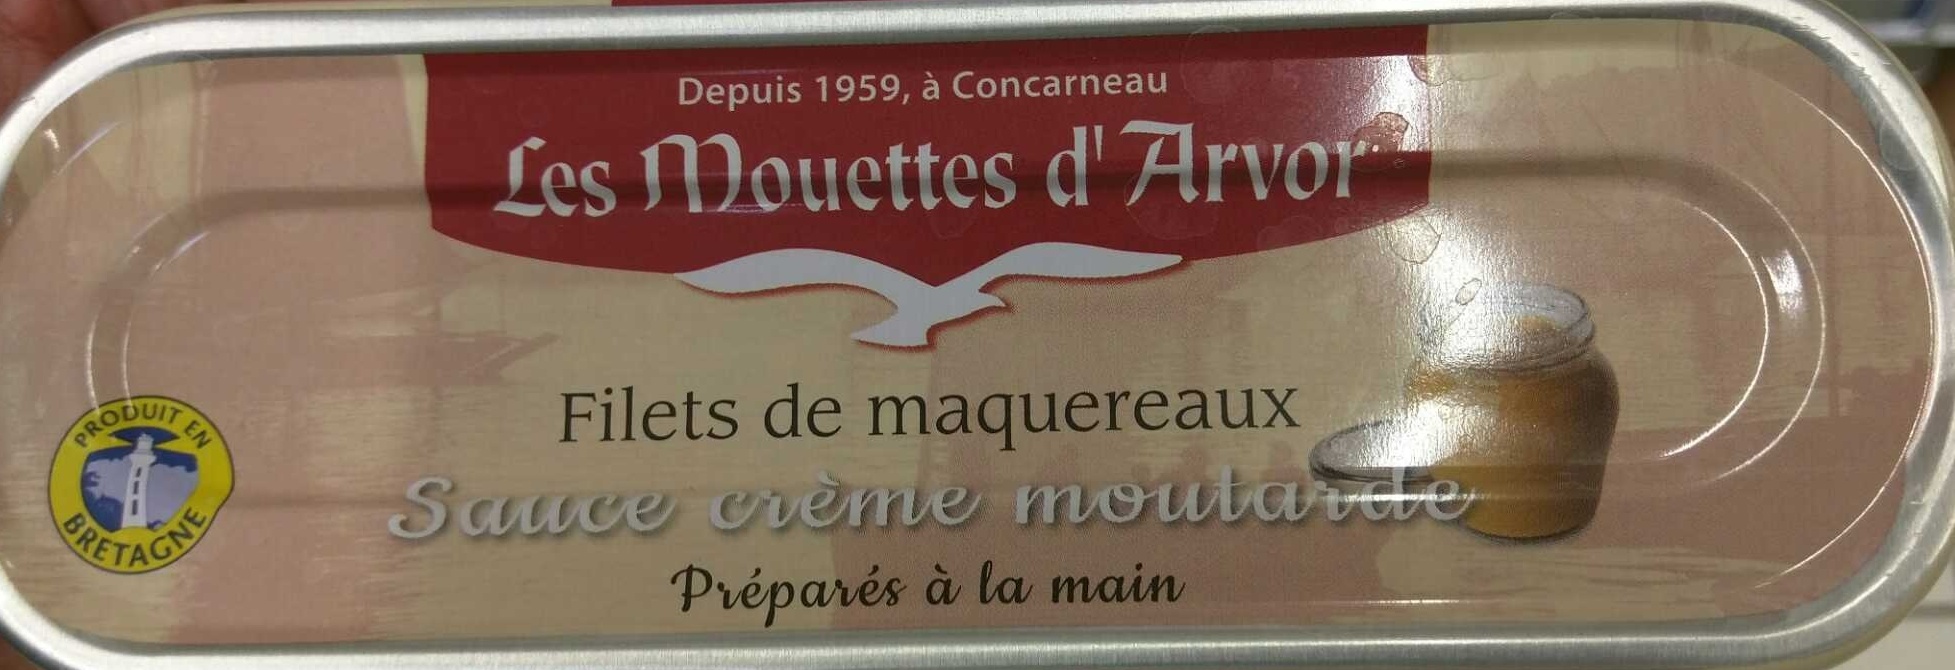 Depuis 1959, à Concarneau
Les Mouettes d'Arvor
Filets de maquereaux
Sauce crème moutarde
Préparés à la main
PRODUIT EN
BRETAGNE